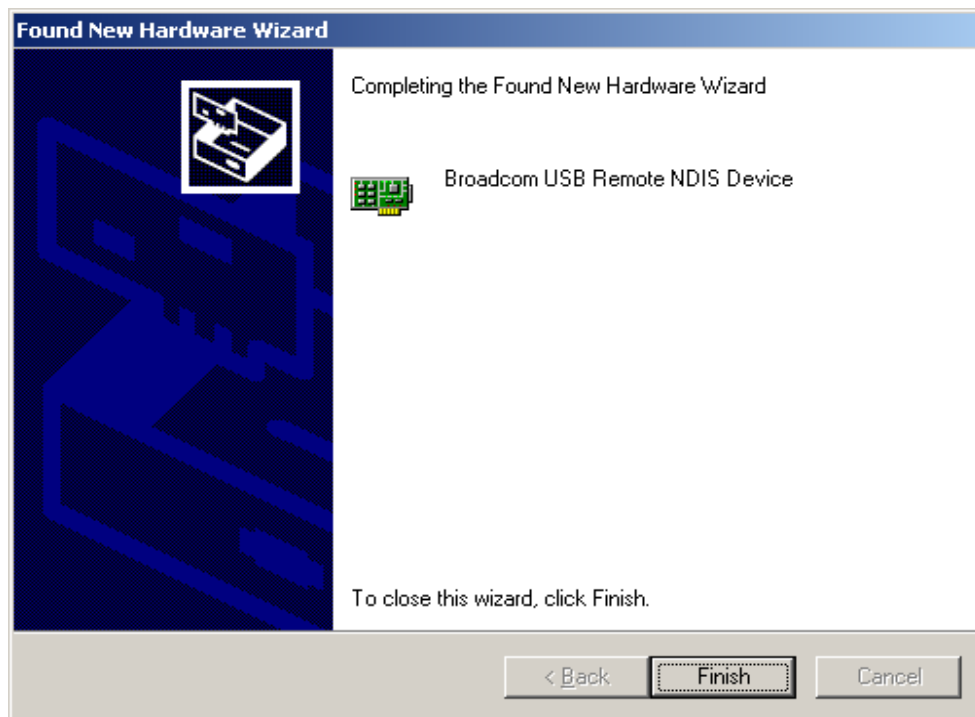 Found New Hardware Wizard
Completing the Found New Hardware Wizard
Broadcom USB Remote NDIS Device
To close this wizard, click Finish.
< Back Finish Cancel